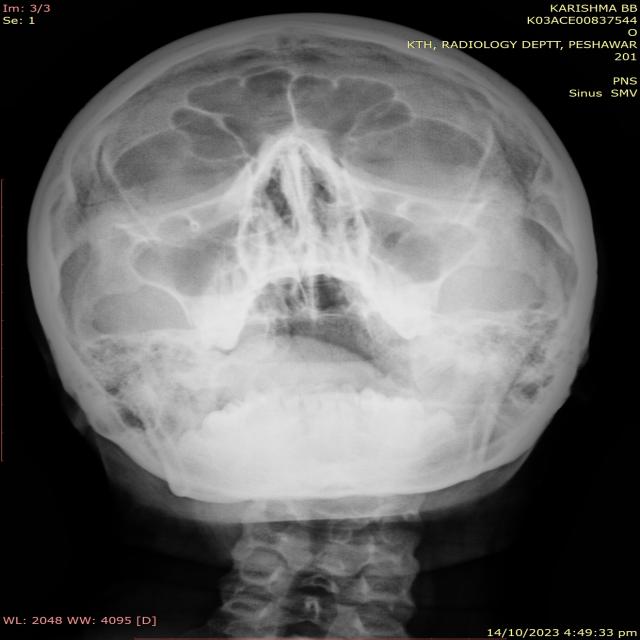 Im: 3/3
Se: 1
KARISHMA BB
K03ACE00837544
O
KTH, RADIOLOGY DEPTT, PESHAWAR
201
PNS
Sinus SMV
WL: 2048 WW: 4095 [D]
14/10/2023 4:49:33 pm